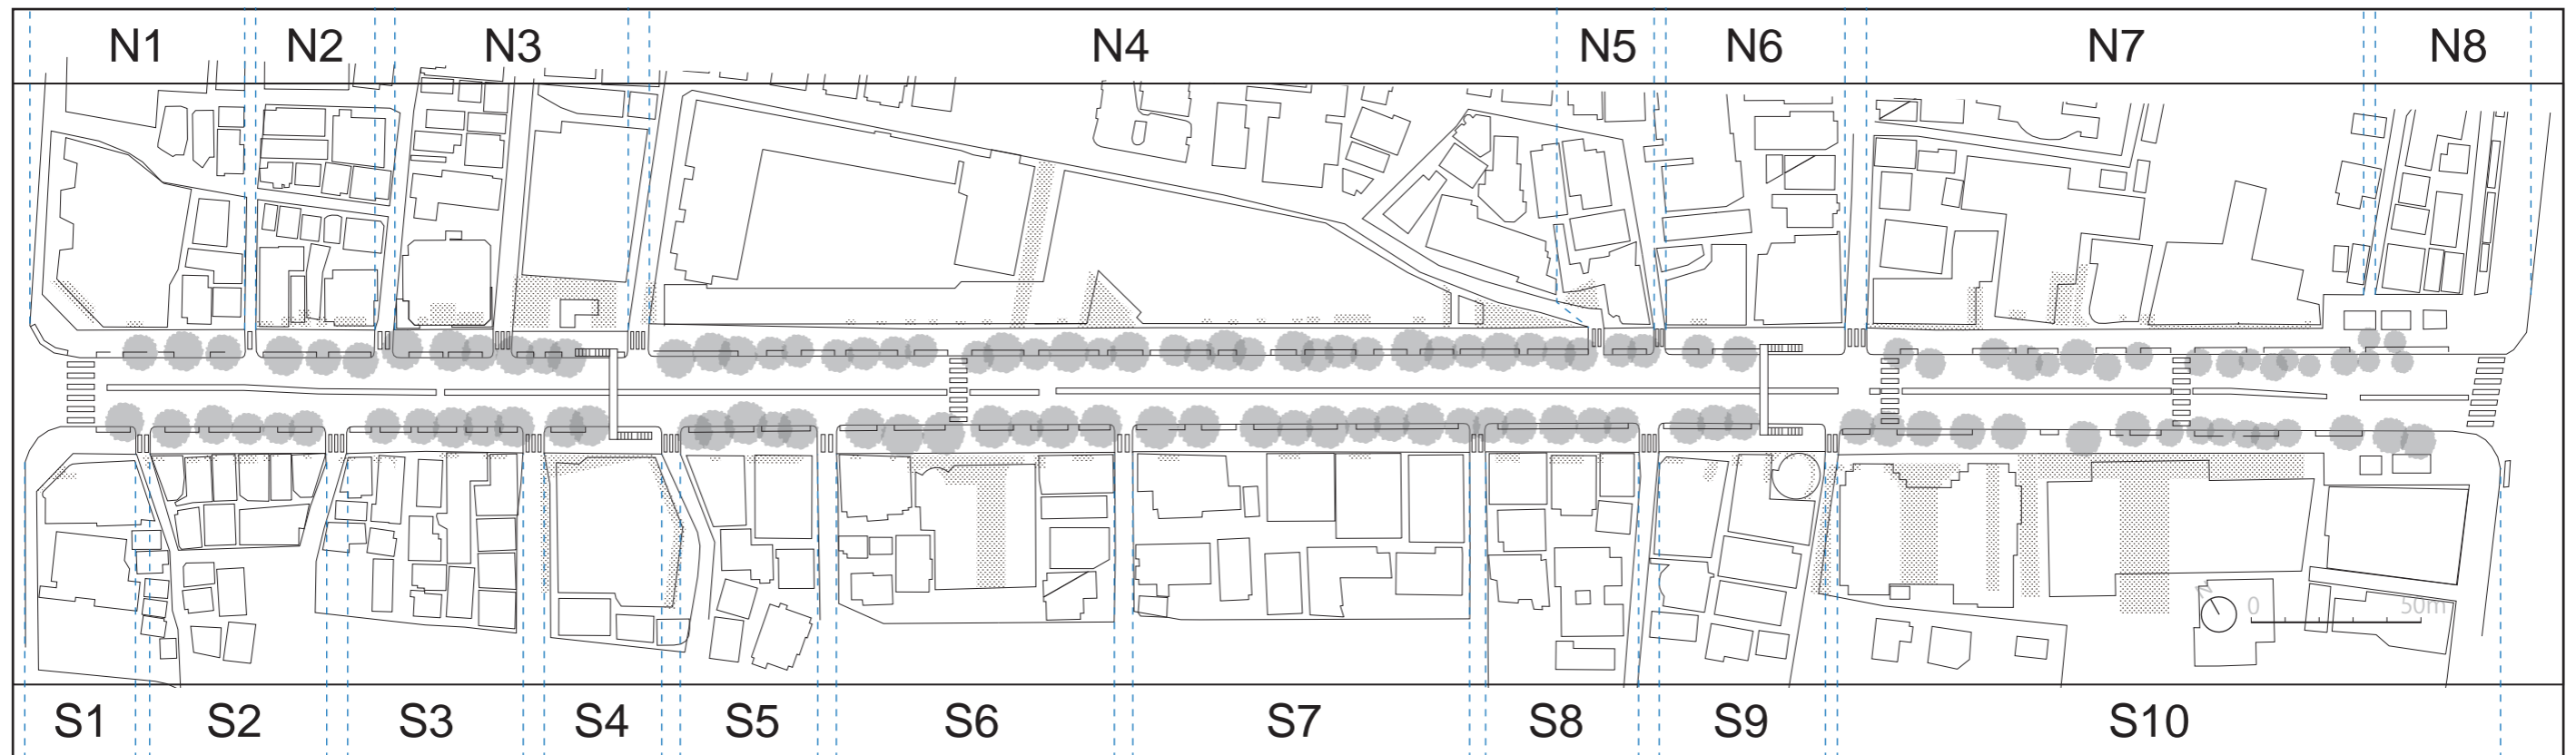 N1 N2 N3 N4 N5 N6 N7 N8
N
0 50m
S1 S2 S3 S4 S5 S6 S7 S8 S9 S10